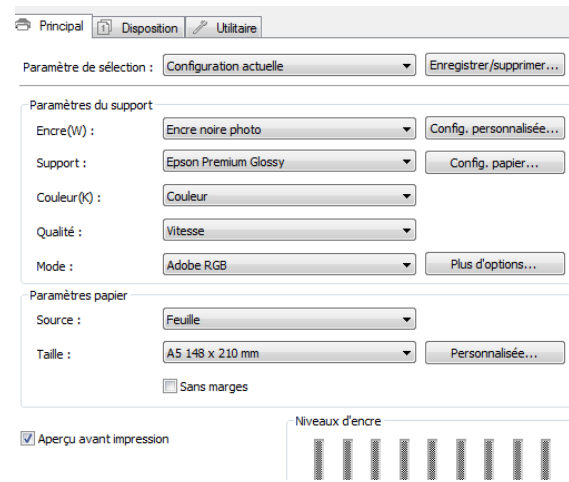 Principal Disposition Utilitaire
Paramètre de sélection : Configuration actuelle Enregistrer/supprimer...
Paramètres du support
Encre(W) : Encre noire photo Config. personnalisée...
Support : Epson Premium Glossy Config. papier...
Couleur(K) : Couleur
Qualité : Vitesse
Mode : Adobe RGB Plus d'options...
Paramètres papier
Source : Feuille
Taille : A5 148 x 210 mm Personnalisée...
Sans marges
Niveaux d'encre
Aperçu avant impression